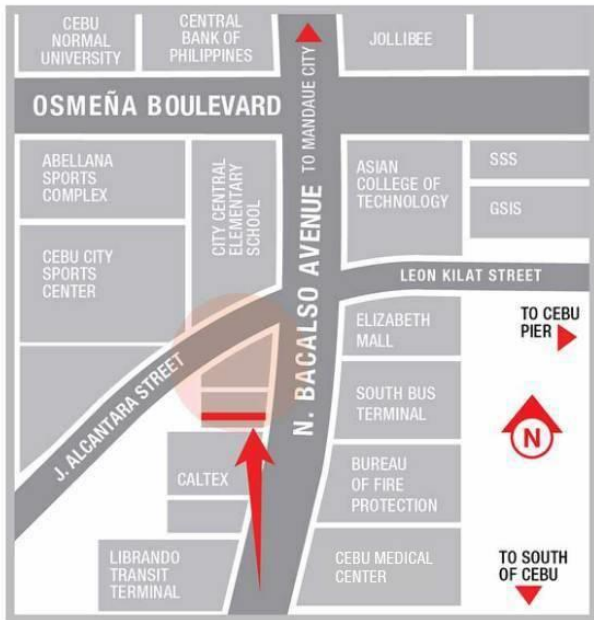 CEBU
NORMAL
UNIVERSITY
CENTRAL
BANK OF
PHILIPPINES
JOLLIBEE
OSMEÑA BOULEVARD
TO MANDAUE CITY
N. BACALSO AVENUE
ABELLANA
SPORTS
COMPLEX
CITY CENTRAL
ELEMENTARY
SCHOOL
ASIAN
COLLEGE OF
TECHNOLOGY
SSS
GSIS
CEBU CITY
SPORTS
CENTER
LEON KILAT STREET
ELIZABETH
MALL
TO CEBU
PIER
J. ALCANTARA STREET
SOUTH BUS
TERMINAL
N
CALTEX
BUREAU
OF FIRE
PROTECTION
LIBRANDO
TRANSIT
TERMINAL
CEBU MEDICAL
CENTER
TO SOUTH
OF CEBU